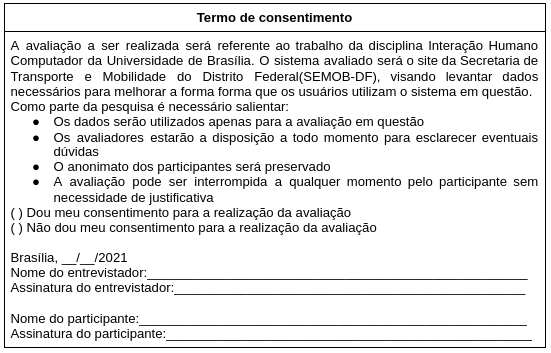 Termo de consentimento
A avaliação a ser realizada será referente ao trabalho da disciplina Interação Humano
Computador da Universidade de Brasília. O sistema avaliado será o site da Secretaria de
Transporte e Mobilidade do Distrito Federal(SEMOB-DF), visando levantar dados
necessários para melhorar a forma forma que os usuários utilizam o sistema em questão.
Como parte da pesquisa é necessário salientar:
● Os dados serão utilizados apenas para a avaliação em questão
● Os avaliadores estarão a disposição a todo momento para esclarecer eventuais
dúvidas
● O anonimato dos participantes será preservado
● A avaliação pode ser interrompida a qualquer momento pelo participante sem
necessidade de justificativa
( ) Dou meu consentimento para a realização da avaliação
( ) Não dou meu consentimento para a realização da avaliação
Brasília, __/__/2021
Nome do entrevistador:____________________________________________________
Assinatura do entrevistador:________________________________________________
Nome do participante:_____________________________________________________
Assinatura do participante:__________________________________________________